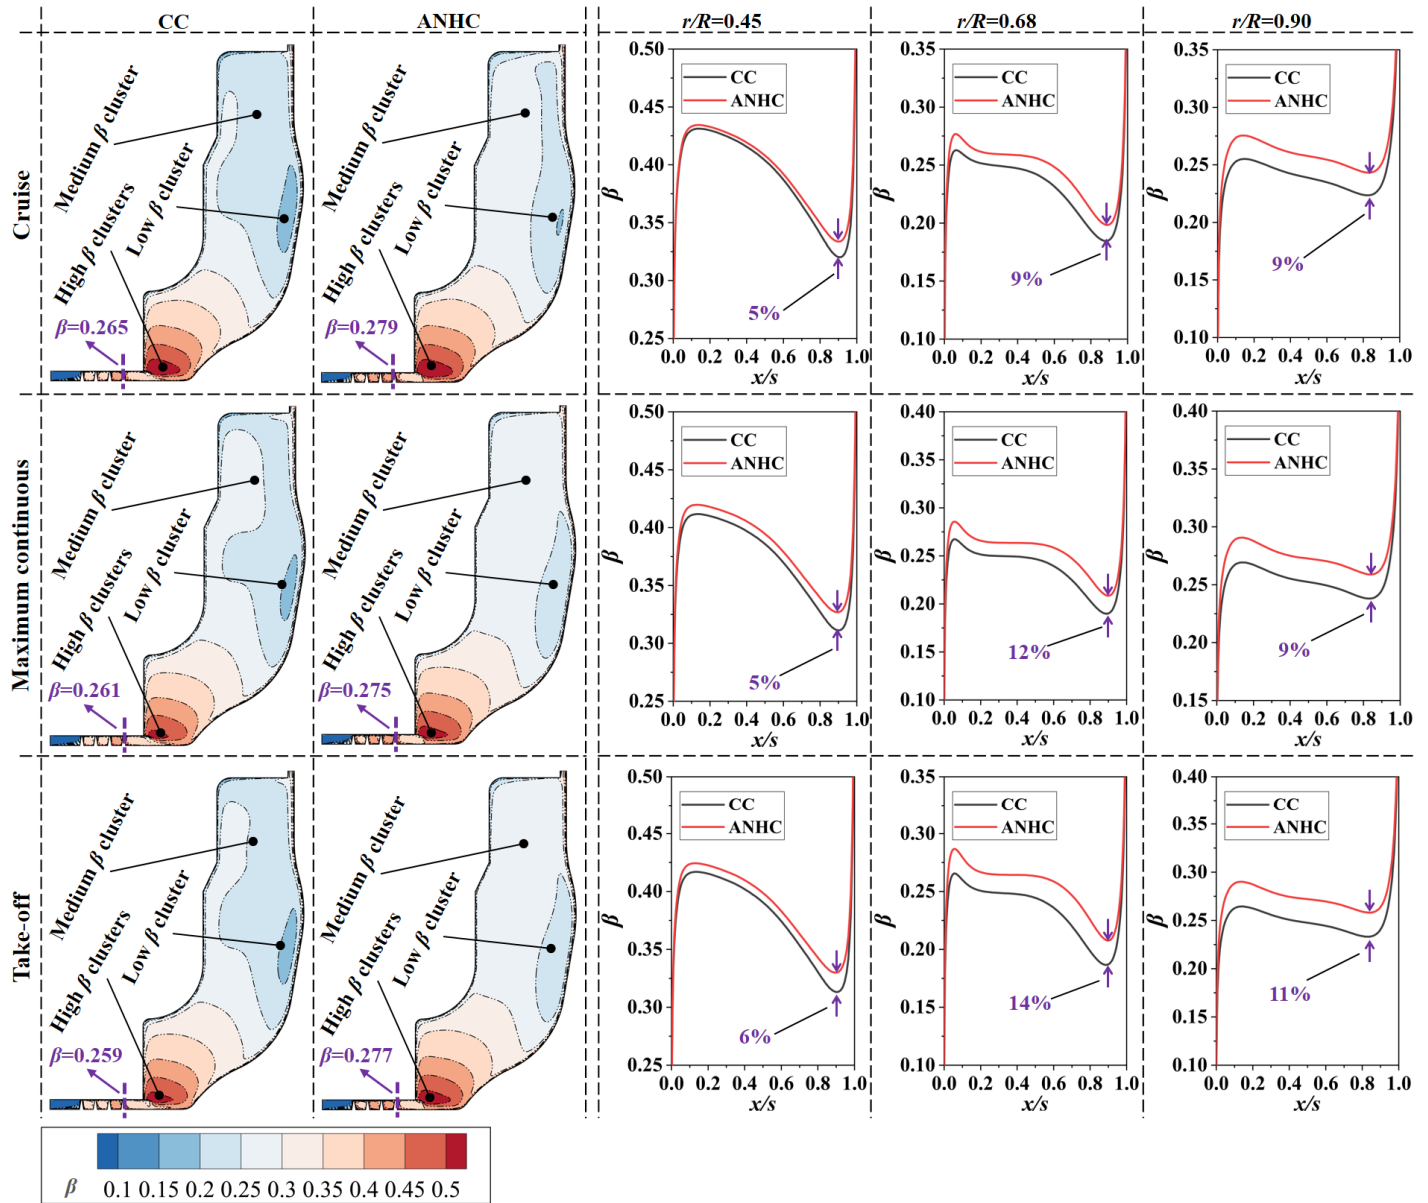 CC
ANHC
r/R=0.45
r/R=0.68
r/R=0.90
Cruise
Medium β cluster
High β clusters
Low β cluster
β=0.265
Medium β cluster
High β clusters
Low β cluster
β=0.279
0.50
0.45
0.40
0.35
0.30
0.25
β
CC
ANHC
5%
0.0 0.2 0.4 0.6 0.8 1.0
x/s
0.35
0.30
0.25
0.20
0.15
0.10
β
CC
ANHC
9%
0.0 0.2 0.4 0.6 0.8 1.0
x/s
0.35
0.30
0.25
0.20
0.15
0.10
β
CC
ANHC
9%
0.0 0.2 0.4 0.6 0.8 1.0
x/s
Maximum continuous
Medium β cluster
High β clusters
Low β cluster
β=0.261
Medium β cluster
High β clusters
Low β cluster
β=0.275
0.50
0.45
0.40
0.35
0.30
0.25
β
CC
ANHC
5%
0.0 0.2 0.4 0.6 0.8 1.0
x/s
0.40
0.35
0.30
0.25
0.20
0.15
0.10
β
CC
ANHC
12%
0.0 0.2 0.4 0.6 0.8 1.0
x/s
0.40
0.35
0.30
0.25
0.20
0.15
β
CC
ANHC
9%
0.0 0.2 0.4 0.6 0.8 1.0
x/s
Take-off
Medium β cluster
High β clusters
Low β cluster
β=0.259
Medium β cluster
High β clusters
Low β cluster
β=0.277
0.50
0.45
0.40
0.35
0.30
0.25
β
CC
ANHC
6%
0.0 0.2 0.4 0.6 0.8 1.0
x/s
0.35
0.30
0.25
0.20
0.15
0.10
β
CC
ANHC
14%
0.0 0.2 0.4 0.6 0.8 1.0
x/s
0.40
0.35
0.30
0.25
0.20
0.15
0.10
β
CC
ANHC
11%
0.0 0.2 0.4 0.6 0.8 1.0
x/s
β 0.1 0.15 0.2 0.25 0.3 0.35 0.4 0.45 0.5